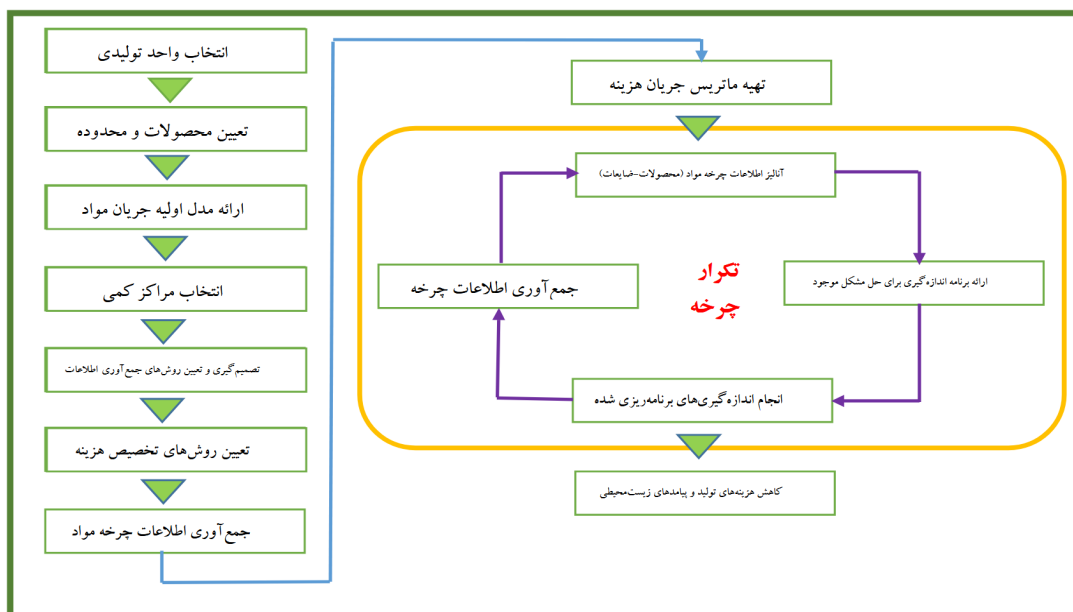 انتخاب واحد تولیدی
تعیین محصولات و محدوده
ارائه مدل اولیه جریان مواد
انتخاب مراکز کمی
تصمیم‌گیری و تعیین روش‌های جمع‌آوری اطلاعات
تعیین روش‌های تخصیص هزینه
جمع‌آوری اطلاعات چرخه مواد
تهیه ماتریس جریان هزینه
آنالیز اطلاعات چرخه مواد (محصولات-ضایعات)
ارائه برنامه اندازه‌گیری برای حل مشکل موجود
انجام اندازه‌گیری‌های برنامه‌ریزی شده
جمع‌آوری اطلاعات چرخه
تکرار
چرخه
کاهش هزینه‌های تولید و پیامدهای زیست‌محیطی